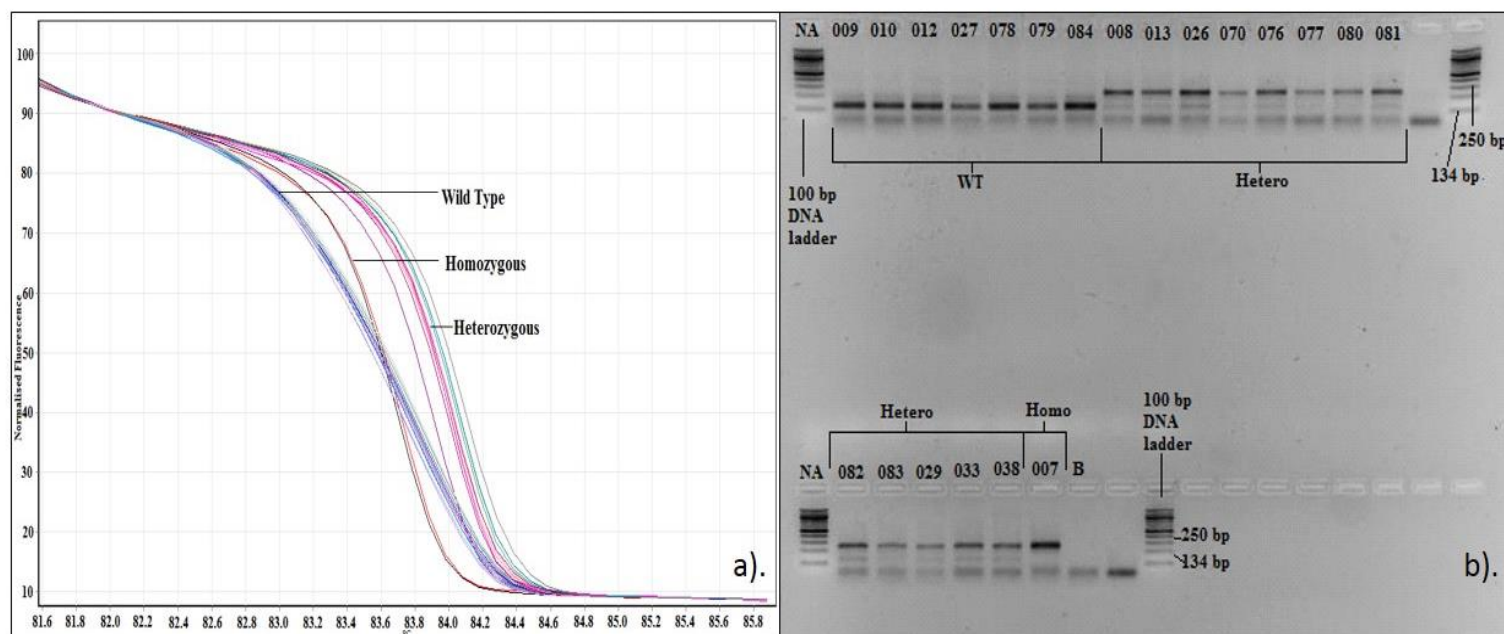 100
90
80
70
60
50
40
30
20
10
Normalised Fluorescence
Wild Type
Homozygous
Heterozygous
81.6 82.0 82.2 82.4 82.6 82.8 83.0 83.2 83.4 83.6 83.8 84.0 84.2 84.4 84.6 84.8 85.0 85.2 85.4 85.6 85.8
°C
a).
NA 009 010 012 027 078 079 084 008 013 026 070 076 077 080 081
WT Hetero
100 bp
DNA
ladder
250 bp
134 bp
Hetero Homo
NA 082 083 029 033 038 007 B
100 bp
DNA
ladder
250 bp
134 bp
b).